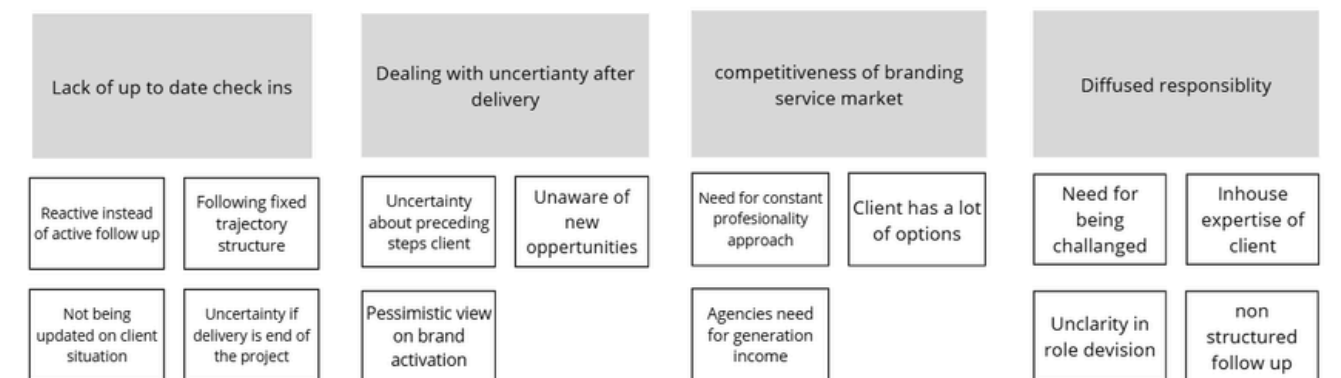 Lack of up to date check ins
Dealing with uncertianty after
delivery
competitiveness of branding
service market
Diffused responsiblity
Reactive instead
of active follow up
Following fixed
trajectory
structure
Uncertainty
about preceding
steps client
Unaware of
new
oppertunities
Need for constant
profesionality
approach
Client has a lot
of options
Need for
being
challanged
Inhouse
expertise of
client
Not being
updated on client
situation
Uncertainty if
delivery is end of
the project
Pessimistic view
on brand
activation
Agencies need
for generation
income
Unclarity in
role devision
non
structured
follow up